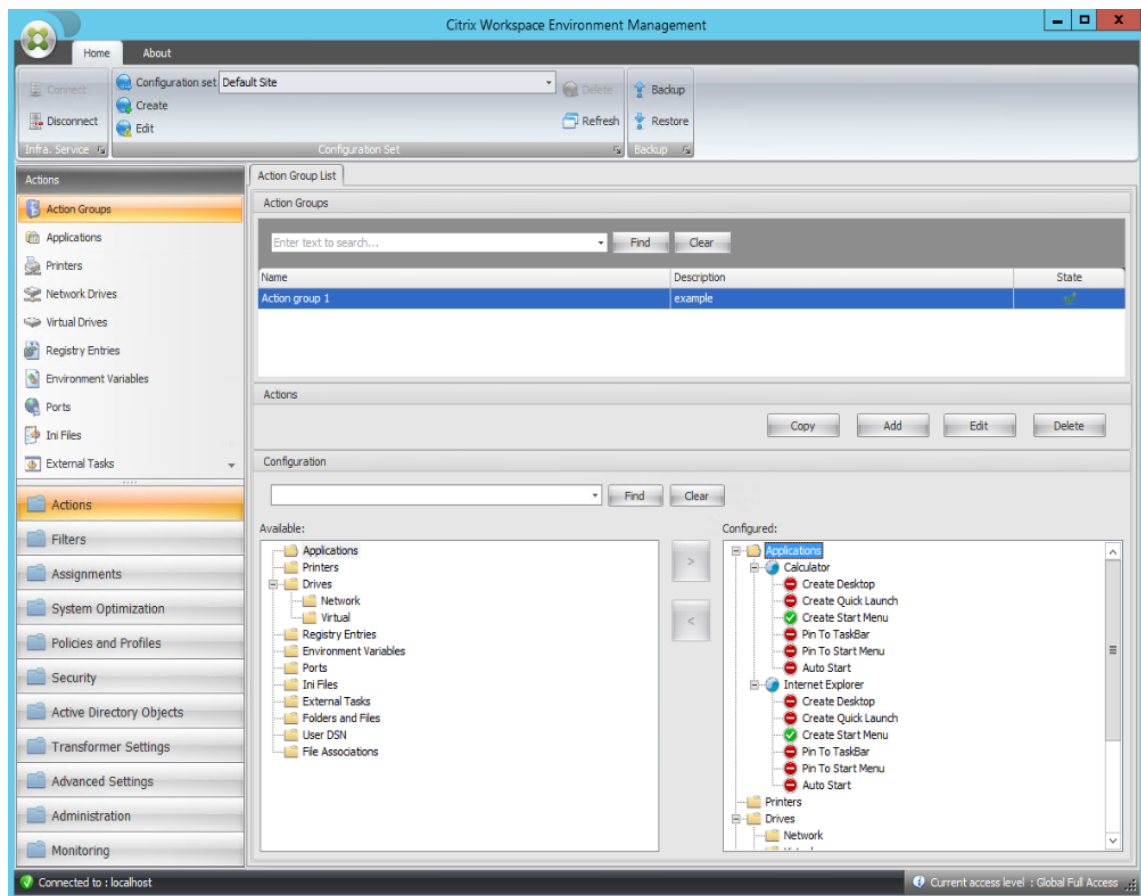 Citrix Workspace Environment Management
Home About
Connect
Disconnect
Infra. Service
Configuration set Default Site
Create
Edit
Delete
Refresh
Configuration Set
Backup
Restore
Backup
Actions
Action Groups
Applications
Printers
Network Drives
Virtual Drives
Registry Entries
Environment Variables
Ports
Ini Files
External Tasks
Actions
Filters
Assignments
System Optimization
Policies and Profiles
Security
Active Directory Objects
Transformer Settings
Advanced Settings
Administration
Monitoring
Action Group List
Action Groups
Enter text to search... Find Clear
Name Description State
Action group 1 example
Actions
Copy Add Edit Delete
Configuration
Find Clear
Available:
Applications
Printers
Drives
Network
Virtual
Registry Entries
Environment Variables
Ports
Ini Files
External Tasks
Folders and Files
User DSN
File Associations
>
<
Configured:
Applications
Calculator
Create Desktop
Create Quick Launch
Create Start Menu
Pin To TaskBar
Pin To Start Menu
Auto Start
Internet Explorer
Create Desktop
Create Quick Launch
Create Start Menu
Pin To TaskBar
Pin To Start Menu
Auto Start
Printers
Drives
Network
Connected to : localhost
Current access level : Global Full Access